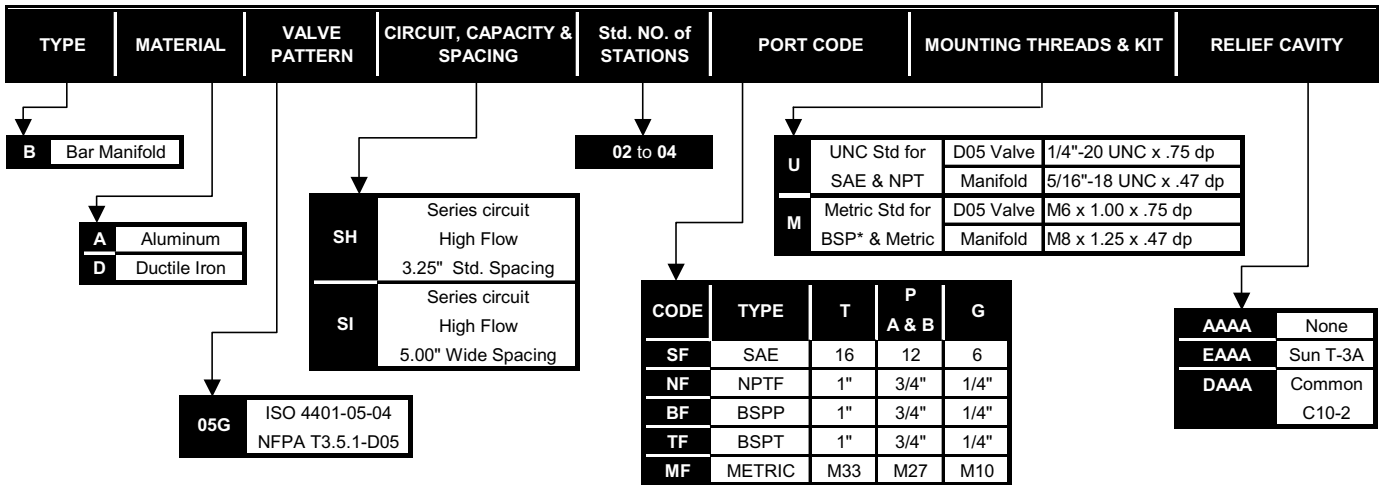 TYPE
MATERIAL
VALVE
PATTERN
CIRCUIT, CAPACITY &
SPACING
Std. NO. of
STATIONS
PORT CODE
MOUNTING THREADS & KIT
RELIEF CAVITY
B Bar Manifold
A Aluminum
D Ductile Iron
05G
ISO 4401-05-04
NFPA T3.5.1-D05
SH
Series circuit
High Flow
3.25" Std. Spacing
SI
Series circuit
High Flow
5.00" Wide Spacing
02 to 04
CODE TYPE T P A & B G
SF SAE 16 12 6
NF NPTF 1" 3/4" 1/4"
BF BSPP 1" 3/4" 1/4"
TF BSPT 1" 3/4" 1/4"
MF METRIC M33 M27 M10
U
UNC Std for D05 Valve 1/4"-20 UNC x .75 dp
SAE & NPT Manifold 5/16"-18 UNC x .47 dp
M
Metric Std for D05 Valve M6 x 1.00 x .75 dp
BSP* & Metric Manifold M8 x 1.25 x .47 dp
AAAA None
EAAA Sun T-3A
DAAA Common
C10-2